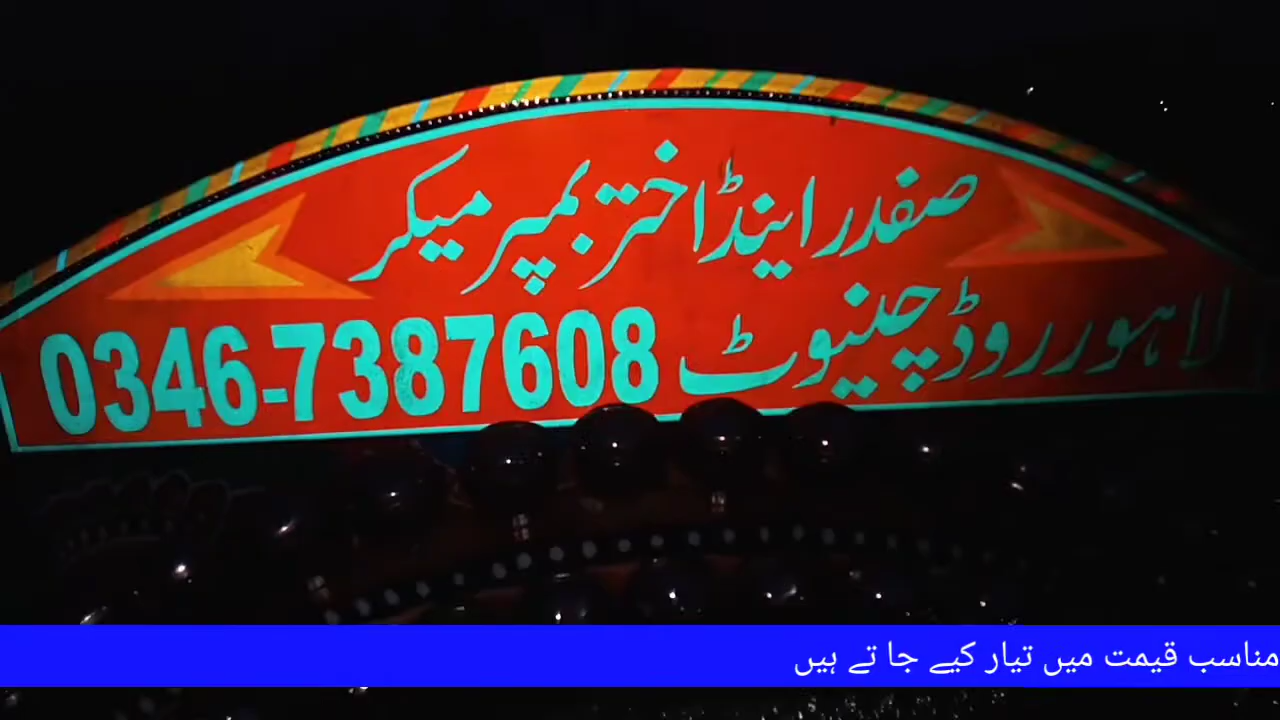 صفدر اینڈ اختر بمپر میکر
لاہور روڈ چنیوٹ 0346-7387608
مناسب قیمت میں تیار کیے جا تے ہیں